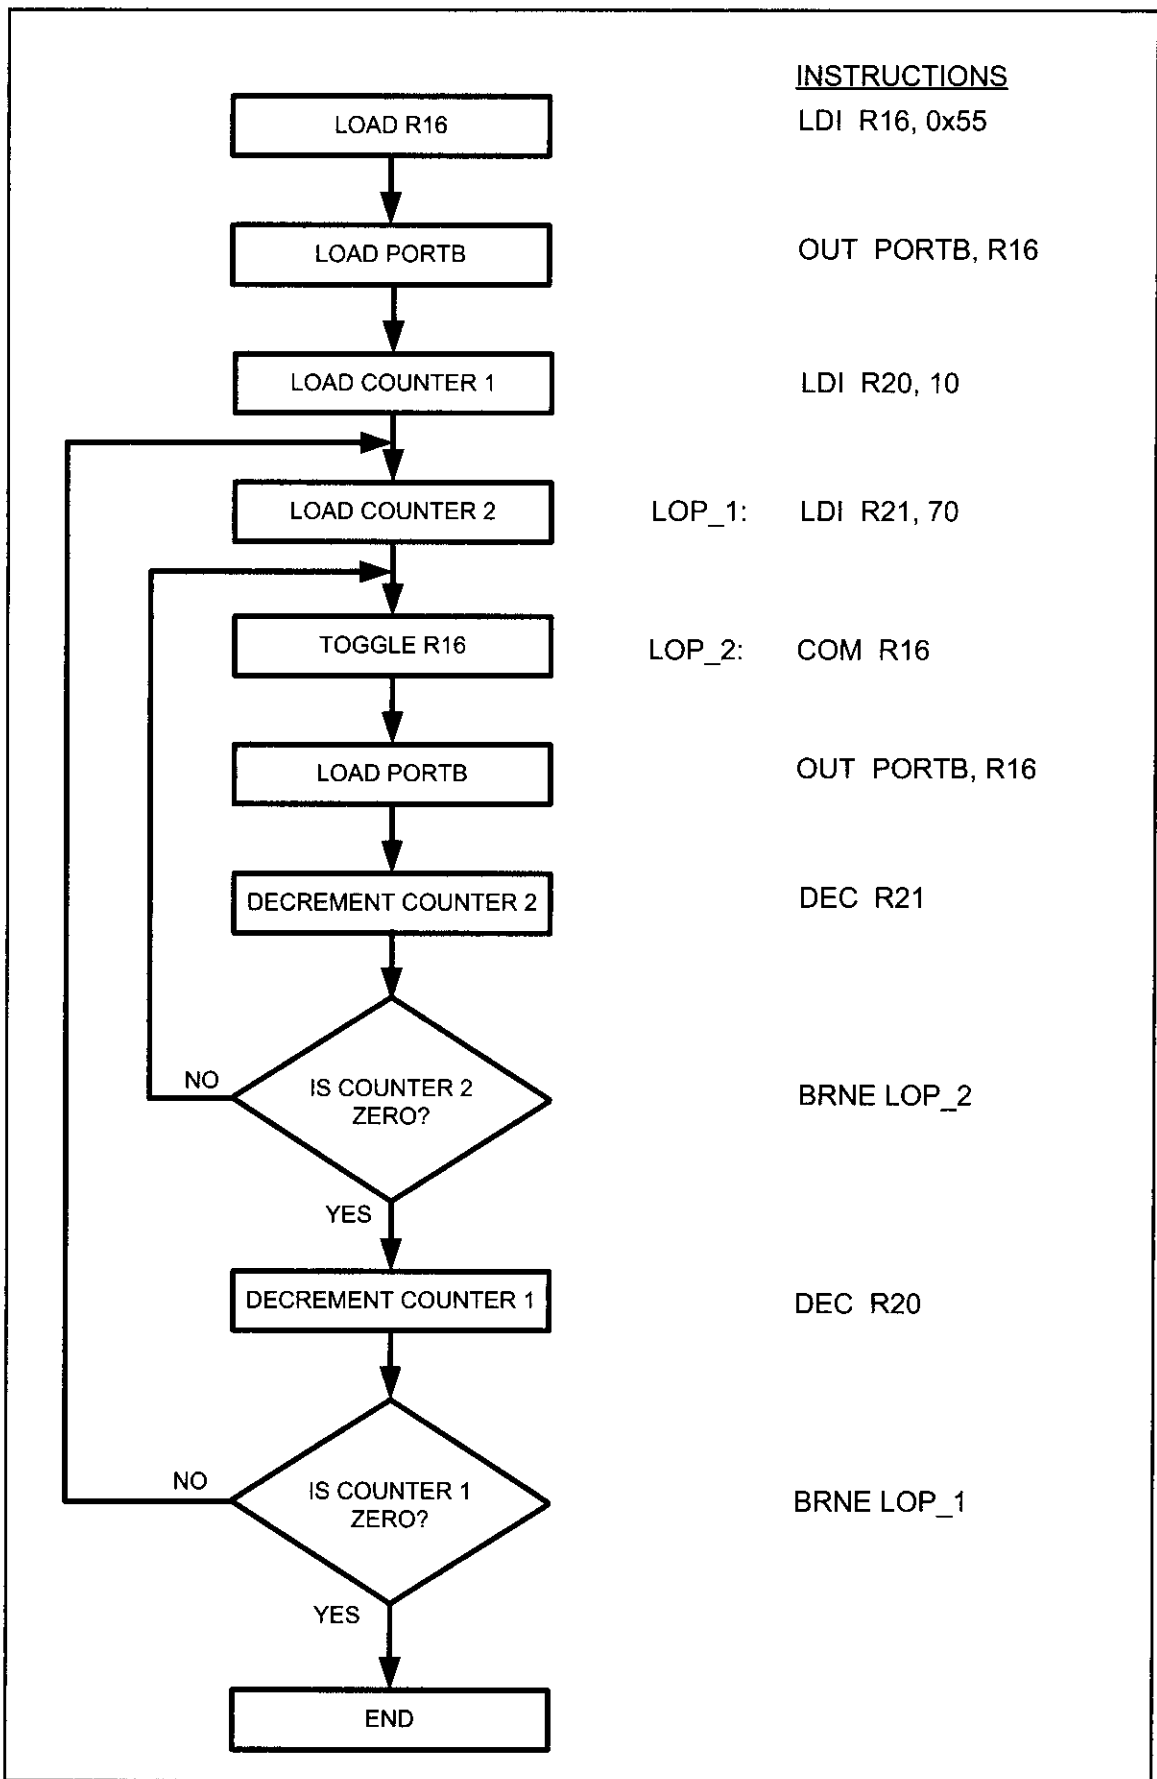 INSTRUCTIONS
LOAD R16 LDI R16, 0x55
LOAD PORTB OUT PORTB, R16
LOAD COUNTER 1 LDI R20, 10
LOAD COUNTER 2 LOP_1: LDI R21, 70
TOGGLE R16 LOP_2: COM R16
LOAD PORTB OUT PORTB, R16
DECREMENT COUNTER 2 DEC R21
NO IS COUNTER 2
ZERO? BRNE LOP_2
YES
DECREMENT COUNTER 1 DEC R20
NO IS COUNTER 1
ZERO? BRNE LOP_1
YES
END